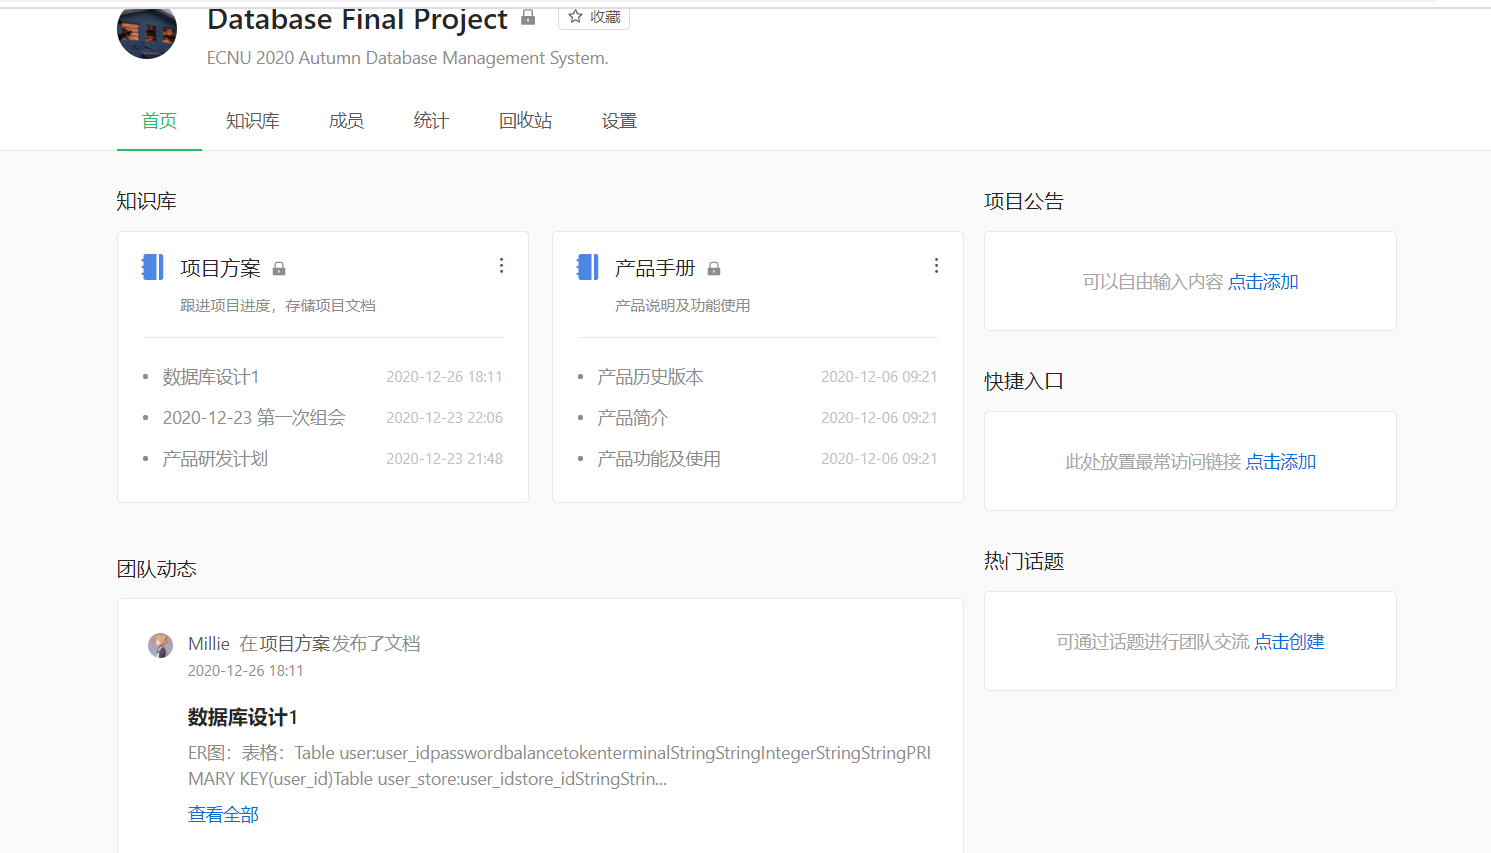 Database Final Project
收藏
ECNU 2020 Autumn Database Management System.
首页
知识库
成员
统计
回收站
设置
知识库
项目方案
跟进项目进度，存储项目文档
数据库设计1 2020-12-26 18:11
2020-12-23 第一次组会 2020-12-23 22:06
产品研发计划 2020-12-23 21:48
产品手册
产品说明及功能使用
产品历史版本 2020-12-06 09:21
产品简介 2020-12-06 09:21
产品功能及使用 2020-12-06 09:21
项目公告
可以自由输入内容 点击添加
快捷入口
此处放置最常访问链接 点击添加
热门话题
可通过话题进行团队交流 点击创建
团队动态
Millie 在项目方案发布了文档
2020-12-26 18:11
数据库设计1
ER图：表格：Table user:user_idpasswordbalancetokenterminalStringStringIntegerStringStringPRI
MARY KEY(user_id)Table user_store:user_idstore_idStringStrin...
查看全部